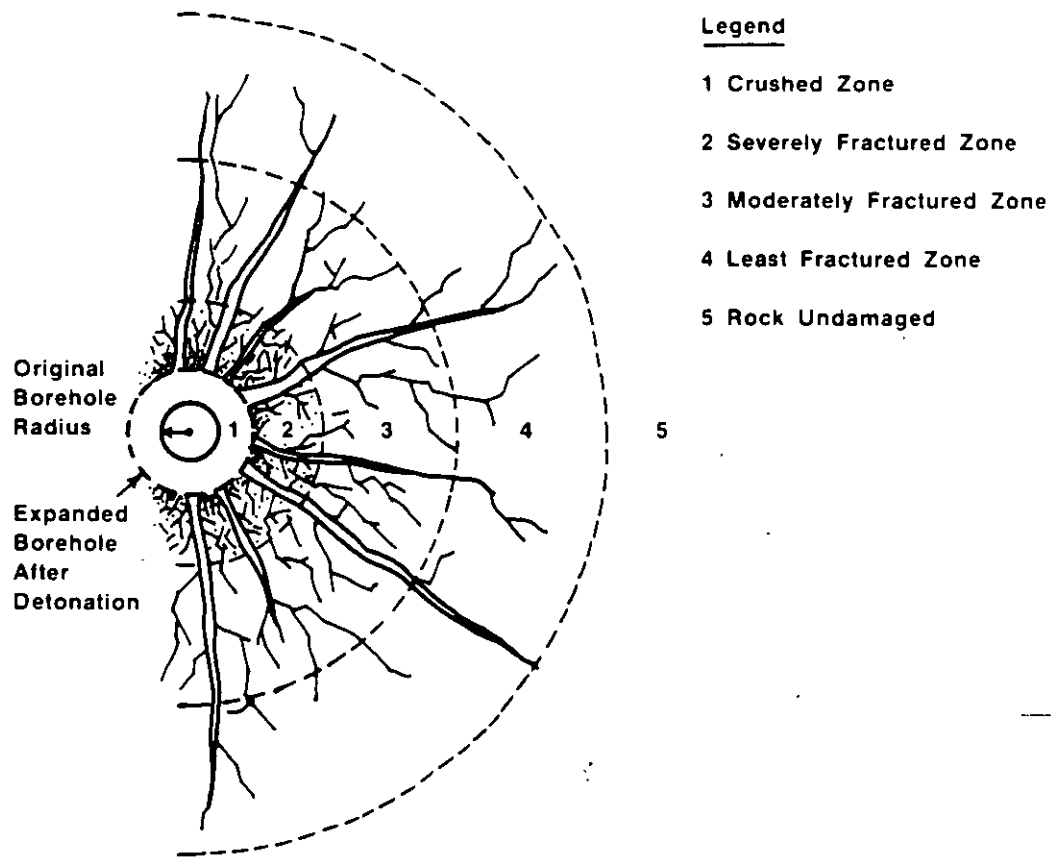 Legend
1 Crushed Zone
2 Severely Fractured Zone
3 Moderately Fractured Zone
4 Least Fractured Zone
5 Rock Undamaged
Original
Borehole
Radius
1 2 3 4 5
Expanded
Borehole
After
Detonation